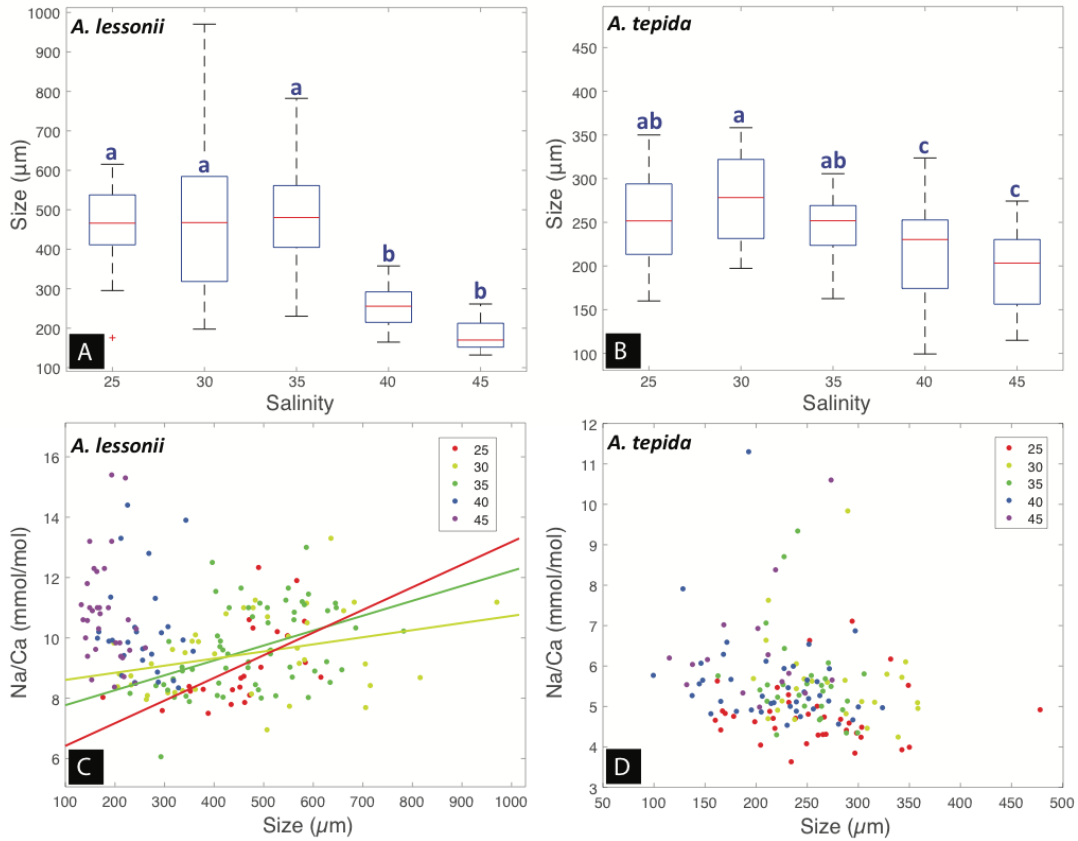 A. lessonii
1000
900
800
700
600
500
400
300
200
100
Size (µm)
a
a
a
b
b
A
25 30 35 40 45
Salinity
A. tepida
450
400
350
300
250
200
150
100
Size (µm)
ab
a
ab
c
c
B
25 30 35 40 45
Salinity
A. lessonii
16
14
12
10
8
6
Na/Ca (mmol/mol)
25
30
35
40
45
C
100 200 300 400 500 600 700 800 900 1000
Size (µm)
A. tepida
12
11
10
9
8
7
6
5
4
3
Na/Ca (mmol/mol)
25
30
35
40
45
D
50 100 150 200 250 300 350 400 450 500
Size (µm)